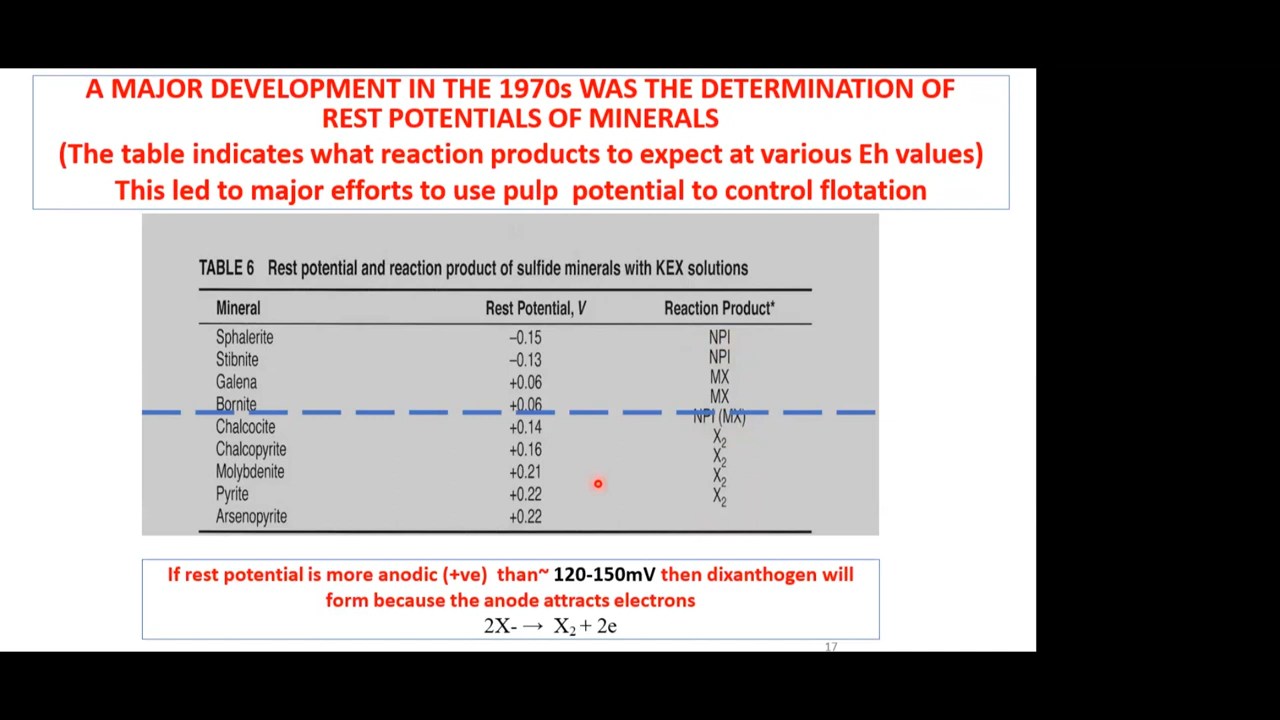 A MAJOR DEVELOPMENT IN THE 1970s WAS THE DETERMINATION OF
REST POTENTIALS OF MINERALS
(The table indicates what reaction products to expect at various Eh values)
This led to major efforts to use pulp potential to control flotation
TABLE 6 Rest potential and reaction product of sulfide minerals with KEX solutions
Mineral Rest Potential, V Reaction Product*
Sphalerite –0.15 NPI
Stibnite –0.13 NPI
Galena +0.06 MX
Bornite +0.06 MX
Chalcocite +0.14 NPI (MX)
Chalcopyrite +0.16 X2
Molybdenite +0.21 X2
Pyrite +0.22 X2
Arsenopyrite +0.22 X2
If rest potential is more anodic (+ve) than~ 120-150mV then dixanthogen will
form because the anode attracts electrons
2X- → X2 + 2e
17